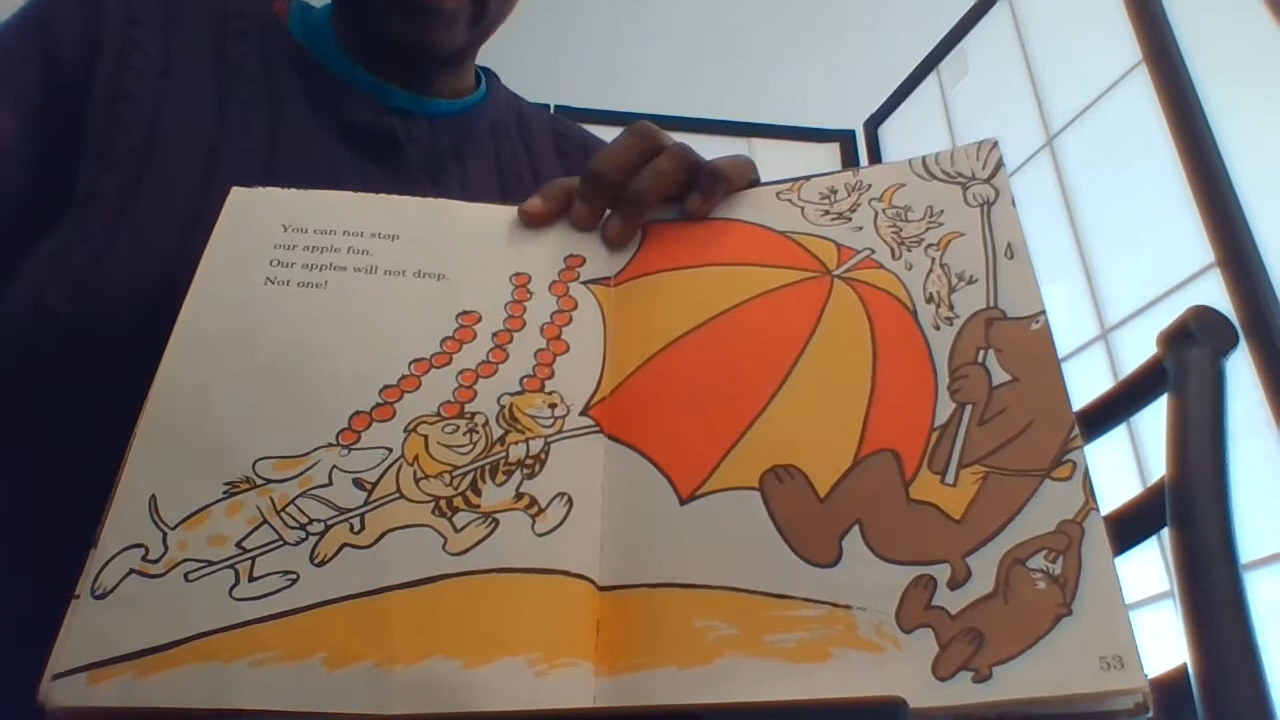 You can not stop
our apple fun.
Our apples will not drop.
Not one!
53